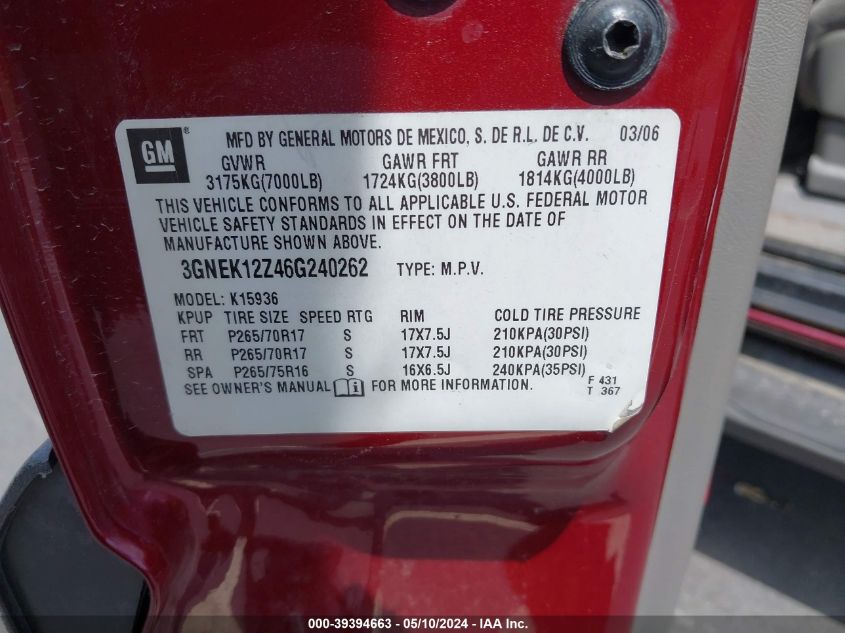 GM ® MFD BY GENERAL MOTORS DE MEXICO, S. DE R.L. DE C.V. 03/06
GVWR GAWR FRT GAWR RR
3175KG(7000LB) 1724KG(3800LB) 1814KG(4000LB)
THIS VEHICLE CONFORMS TO ALL APPLICABLE U.S. FEDERAL MOTOR
VEHICLE SAFETY STANDARDS IN EFFECT ON THE DATE OF
MANUFACTURE SHOWN ABOVE.
3GNEK12Z46G240262 TYPE: M.P.V.
MODEL: K15936
KPUP TIRE SIZE SPEED RTG RIM COLD TIRE PRESSURE
FRT P265/70R17 S 17X7.5J 210KPA(30PSI)
RR P265/70R17 S 17X7.5J 210KPA(30PSI)
SPA P265/75R16 S 16X6.5J 240KPA(35PSI)
SEE OWNER'S MANUAL i FOR MORE INFORMATION. F 431
T 367
000-39394663 - 05/10/2024 - IAA Inc.